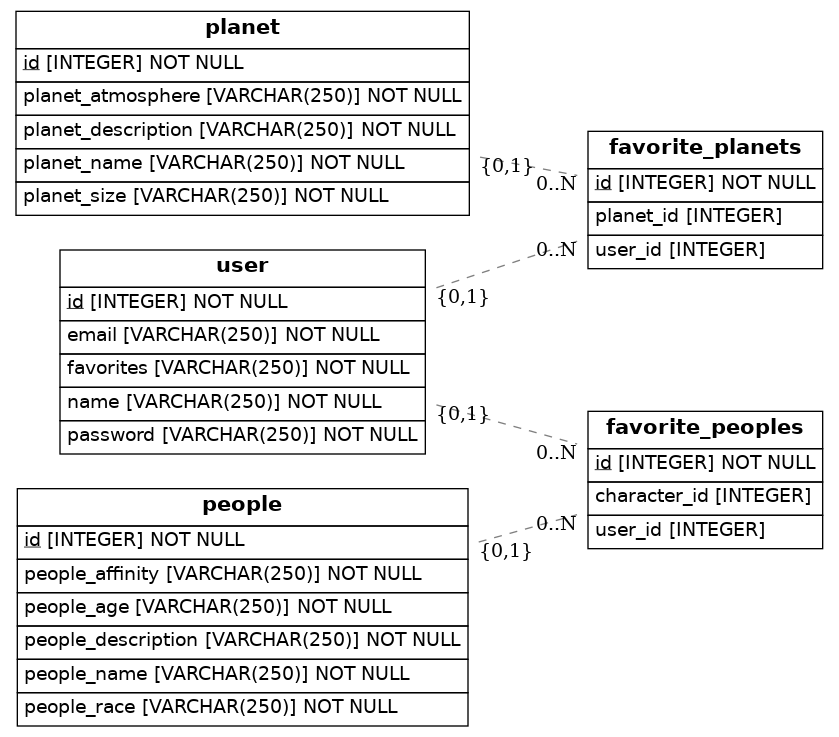 planet
id [INTEGER] NOT NULL
planet_atmosphere [VARCHAR(250)] NOT NULL
planet_description [VARCHAR(250)] NOT NULL
planet_name [VARCHAR(250)] NOT NULL
planet_size [VARCHAR(250)] NOT NULL
{0,1}
0..N
favorite_planets
id [INTEGER] NOT NULL
planet_id [INTEGER]
user_id [INTEGER]
user
id [INTEGER] NOT NULL
email [VARCHAR(250)] NOT NULL
favorites [VARCHAR(250)] NOT NULL
name [VARCHAR(250)] NOT NULL
password [VARCHAR(250)] NOT NULL
0..N
{0,1}
{0,1}
0..N
favorite_peoples
id [INTEGER] NOT NULL
character_id [INTEGER]
user_id [INTEGER]
people
id [INTEGER] NOT NULL
people_affinity [VARCHAR(250)] NOT NULL
people_age [VARCHAR(250)] NOT NULL
people_description [VARCHAR(250)] NOT NULL
people_name [VARCHAR(250)] NOT NULL
people_race [VARCHAR(250)] NOT NULL
0..N
{0,1}